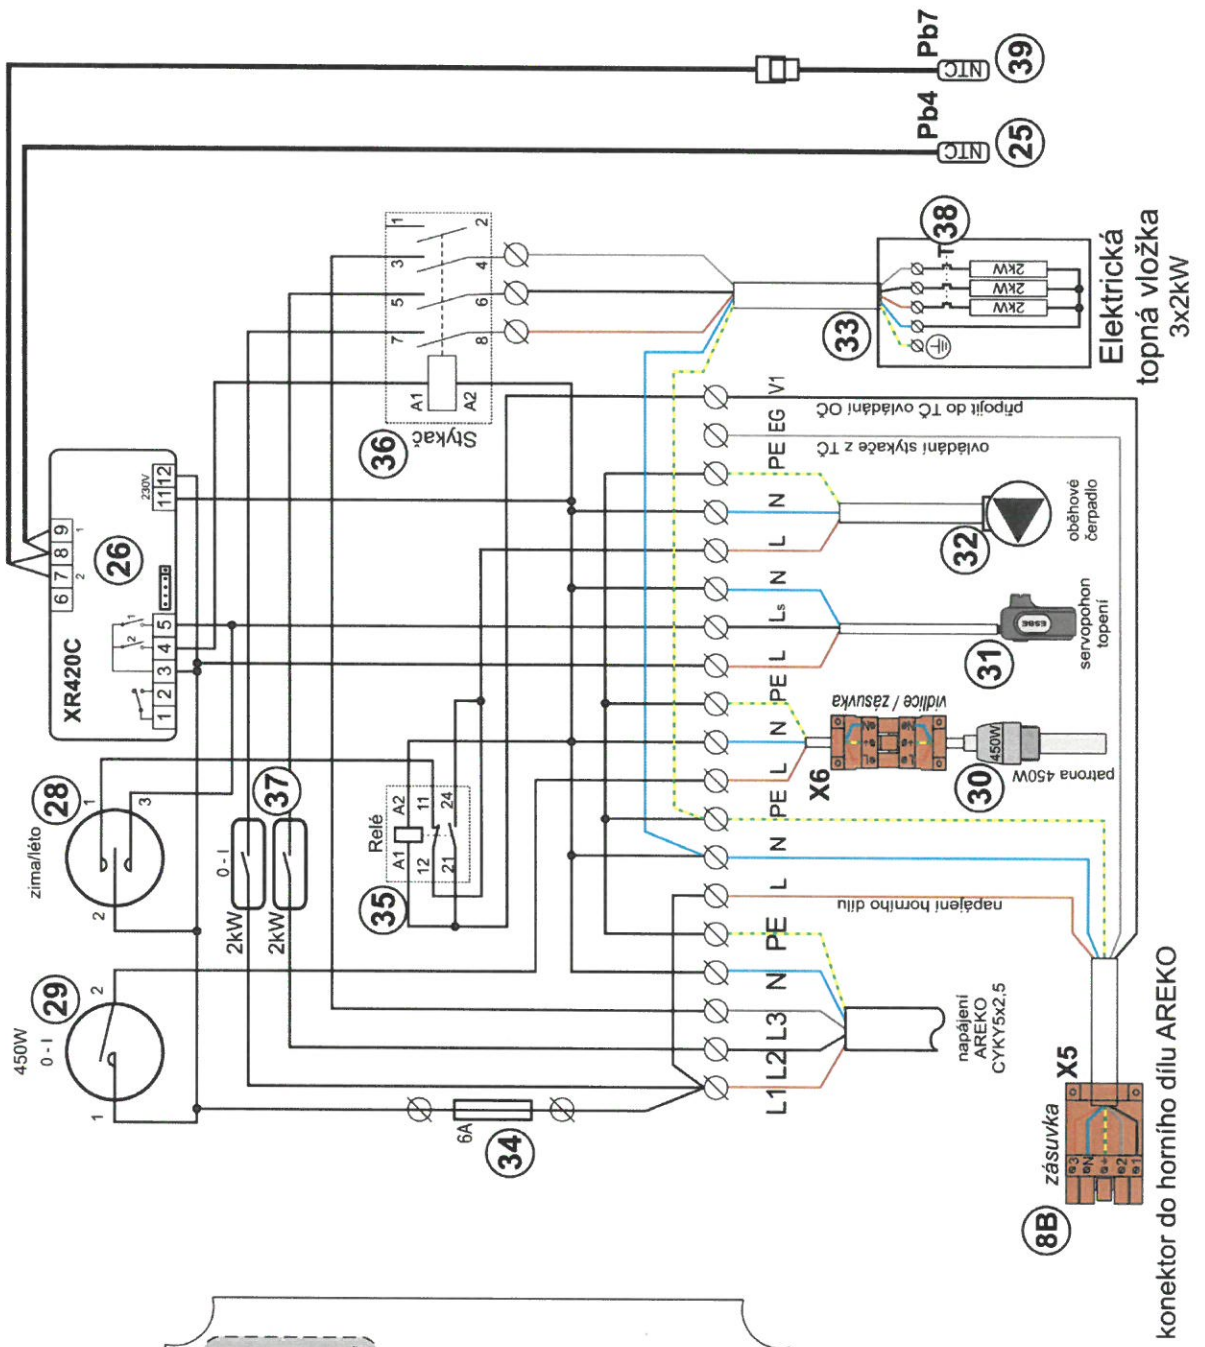 XR420C
26
6 7 8 9
2 1
1 2 3 4 5
2 1
230V
11 12
450W
0 - I
29
1
2
zima/léto
28
1
2
3
2kW
2kW
0 - I
37
Relé
35
A1 A2
12 11
21 24
Stykač
36
A1
A2
7 8
5 6
3 4
1 2
6A
34
L1 L2 L3 N PE L N PE L N PE L Ls N L N PE EG V1
napájení horního dílu
ovládání stykače z TČ
připojit do TČ ovládání OČ
napájení
AREKO
CYKY5x2.5
X6
vidlice / zásuvka
450W
30
patrona 450W
31
ESBE
servopohon
topení
32
oběhové
čerpadlo
33
38
2kW
2kW
2kW
Elektrická
topná vložka
3x2kW
Pb4
NTC
25
Pb7
NTC
39
X5
zásuvka
3 N 2 1
8B
konektor do horního dílu AREKO